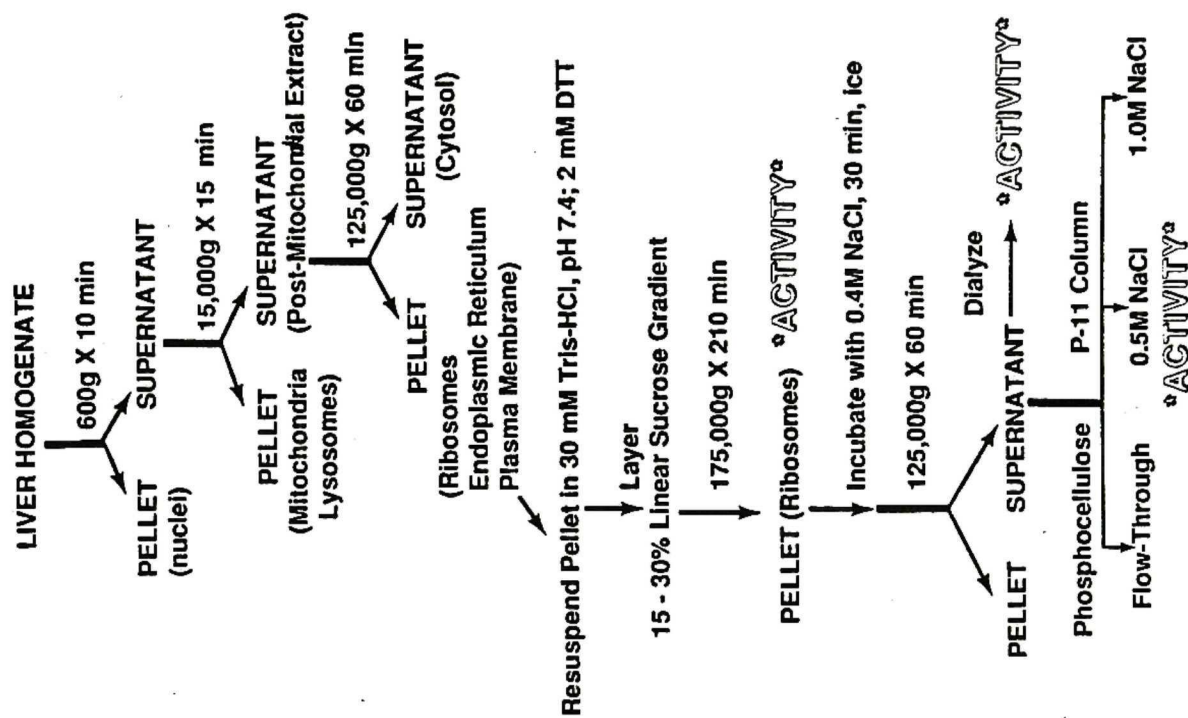 LIVER HOMOGENATE
600g X 10 min
PELLET
(nuclei)
SUPERNATANT
15,000g X 15 min
PELLET
(Mitochondria
Lysosomes)
SUPERNATANT
(Post-Mitochondrial Extract)
125,000g X 60 min
PELLET
(Ribosomes
Endoplasmic Reticulum
Plasma Membrane)
SUPERNATANT
(Cytosol)
Resuspend Pellet in 30 mM Tris-HCl, pH 7.4; 2 mM DTT
Layer
15 - 30% Linear Sucrose Gradient
175,000g X 210 min
PELLET (Ribosomes) *ACTIVITY*
Incubate with 0.4M NaCl, 30 min, ice
125,000g X 60 min
PELLET
SUPERNATANT
Dialyze
*ACTIVITY*
Phosphocellulose P-11 Column
Flow-Through
0.5M NaCl
*ACTIVITY*
1.0M NaCl